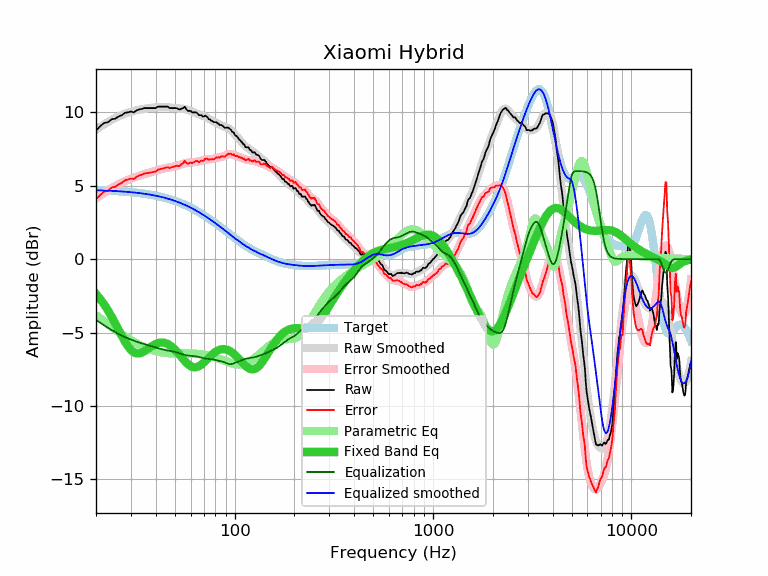 Xiaomi Hybrid
Amplitude (dBr)
10
5
0
−5
−10
−15
Target
Raw Smoothed
Error Smoothed
Raw
Error
Parametric Eq
Fixed Band Eq
Equalization
Equalized smoothed
100 1000 10000
Frequency (Hz)